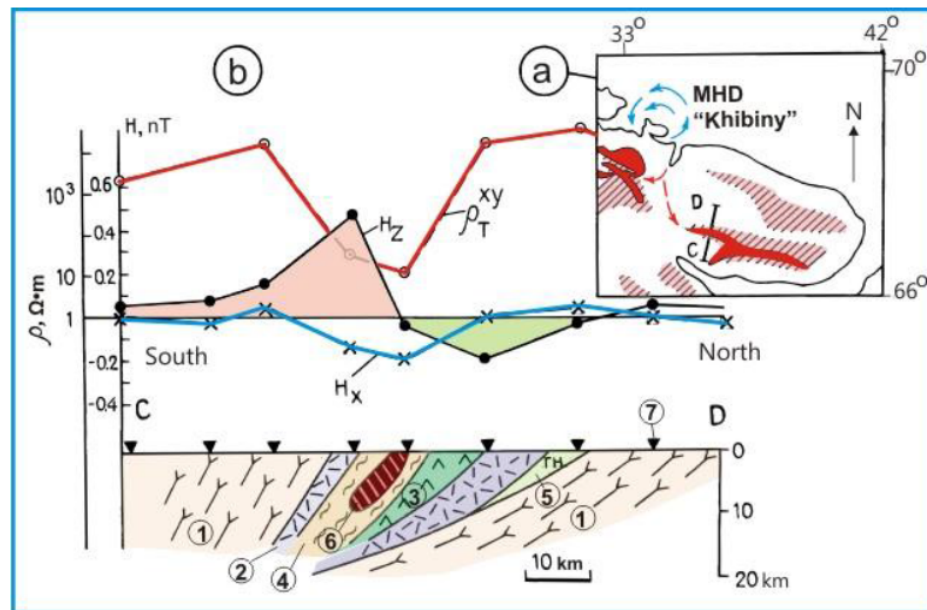 33°
42°
b
a
70°
MHD
"Khibiny"
N
H, nT
10³
0.6
H_Z
ρ_T^xy
D
0.4
C
10
0.2
66°
1
ρ, Ω•m
South
North
-0.2
H_x
-0.4
C
7
D
0
TH
3
5
1
1
6
10
2
4
10 km
20 km